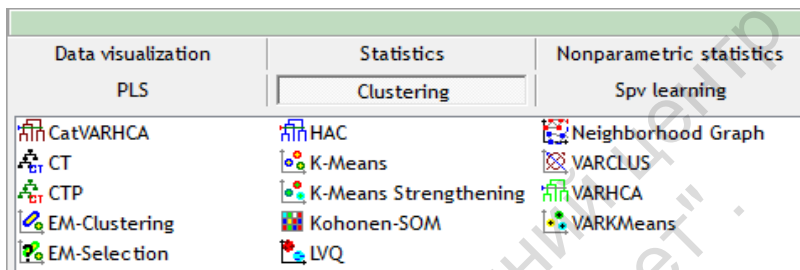 Data visualization Statistics Nonparametric statistics
PLS Clustering Spv learning
CatVARHCA HAC Neighborhood Graph
CT K-Means VARCLUS
CTP K-Means Strengthening VARHCA
EM-Clustering Kohonen-SOM VARKMeans
EM-Selection LVQ
центр